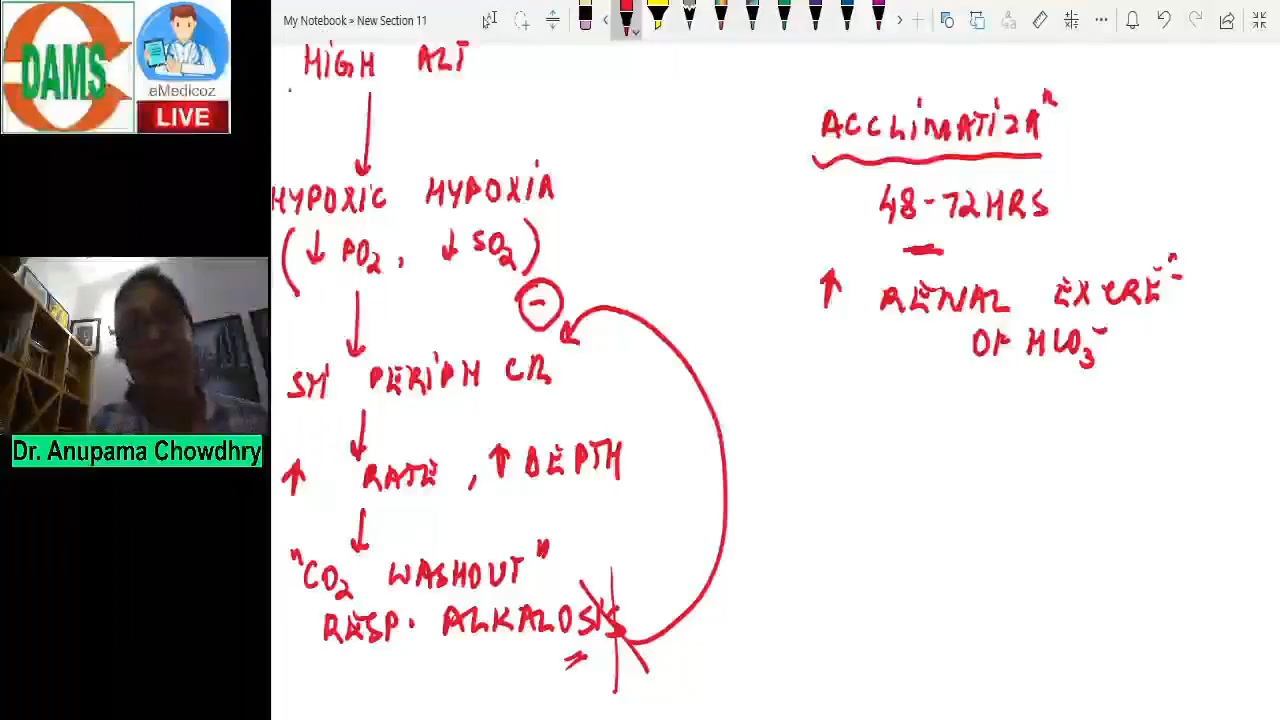 My Notebook » New Section 11
DAMS
eMedicoz
LIVE
HIGH ALT
HYPOXIC HYPOXIA
(↓ PO₂, ↓ SO₂)
-
STI PERIPH CR
↑ RATE, ↑ DEPTH
"CO₂ WASHOUT"
RESP. ALKALOSIS
ACCLIMATIZAⁿ
48-72HRS
↑ RENAL EXCREⁿ
OF HCO₃⁻
Dr. Anupama Chowdhry